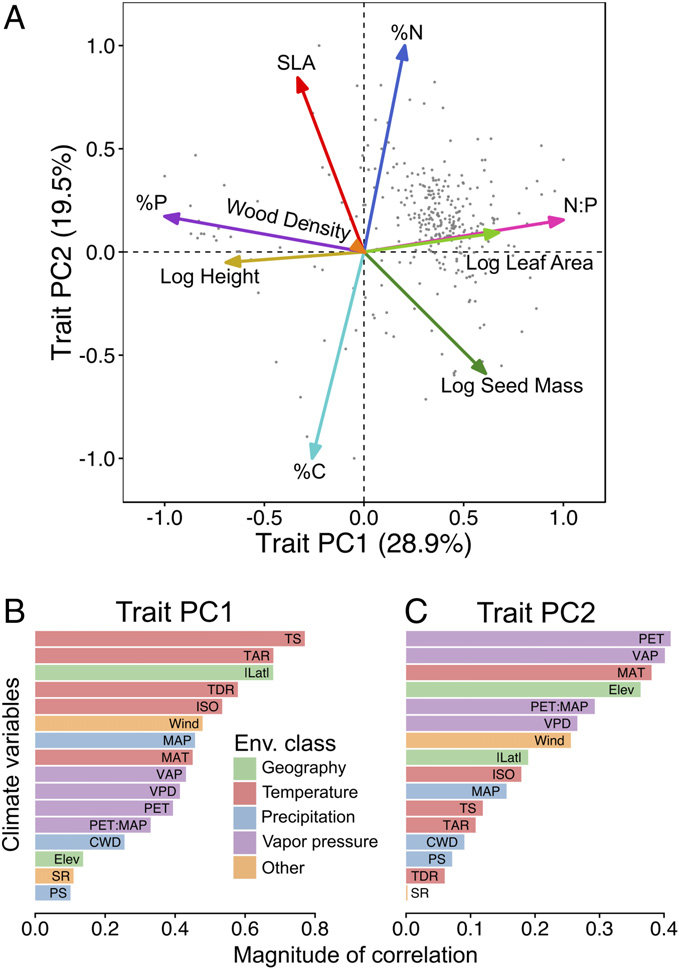 A
%N
SLA
%P
Wood Density
N:P
Log Leaf Area
Log Height
Log Seed Mass
%C
Trait PC2 (19.5%)
1.0
0.5
0.0
-0.5
-1.0
-1.0 -0.5 0.0 0.5 1.0
Trait PC1 (28.9%)
B Trait PC1
Climate variables
TS
TAR
|Lat|
TDR
ISO
Wind
MAP
MAT
VAP
VPD
PET
PET:MAP
CWD
Elev
SR
PS
0.0 0.2 0.4 0.6 0.8
Env. class
Geography
Temperature
Precipitation
Vapor pressure
Other
C Trait PC2
PET
VAP
MAT
Elev
PET:MAP
VPD
Wind
|Lat|
ISO
MAP
TS
TAR
CWD
PS
TDR
SR
0.0 0.1 0.2 0.3 0.4
Magnitude of correlation